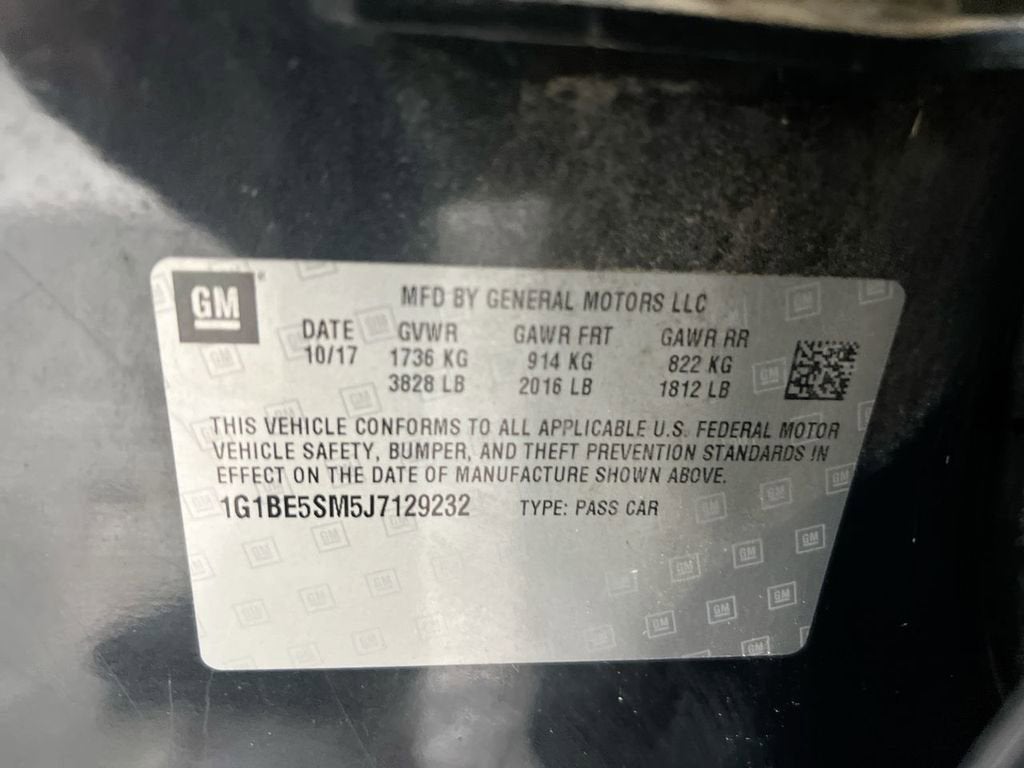 GM
MFD BY GENERAL MOTORS LLC
DATE GVWR GAWR FRT GAWR RR
10/17 1736 KG 914 KG 822 KG
3828 LB 2016 LB 1812 LB
THIS VEHICLE CONFORMS TO ALL APPLICABLE U.S. FEDERAL MOTOR
VEHICLE SAFETY, BUMPER, AND THEFT PREVENTION STANDARDS IN
EFFECT ON THE DATE OF MANUFACTURE SHOWN ABOVE.
1G1BE5SM5J7129232 TYPE: PASS CAR